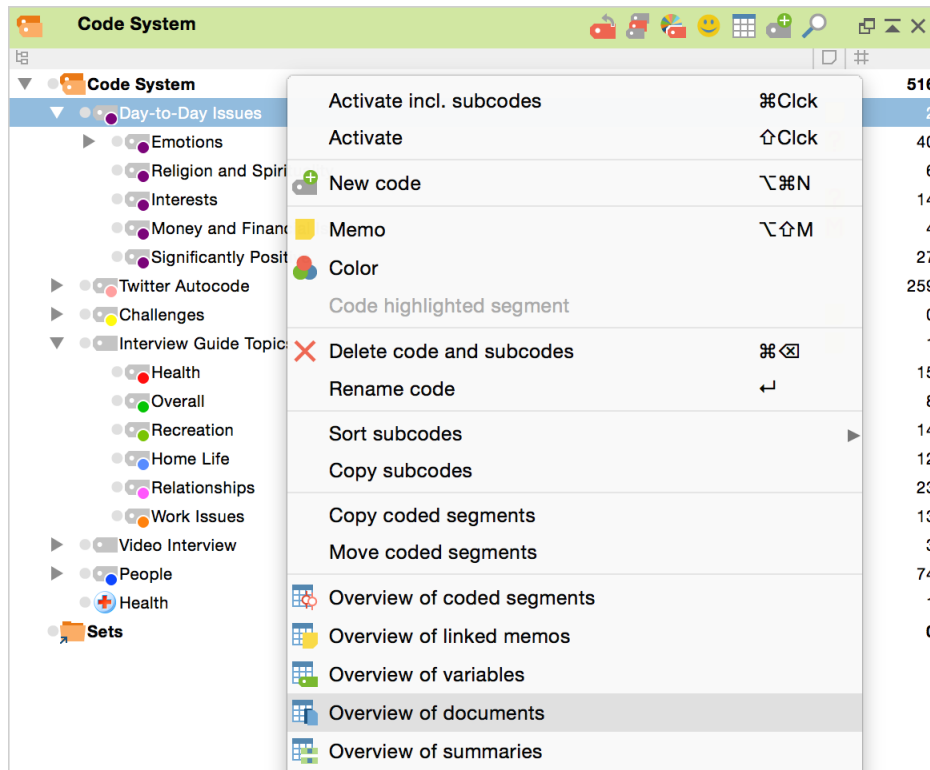 Code System
Code System 516
Day-to-Day Issues
Emotions 40
Religion and Spiri
Interests 14
Money and Financ
Significantly Posit 27
Twitter Autocode 259
Challenges
Interview Guide Topic
Health 15
Overall
Recreation 14
Home Life 12
Relationships 23
Work Issues 13
Video Interview
People 74
Health
Sets
Activate incl. subcodes ⌘Clck
Activate ⇧Clck
New code ⌥⌘N
Memo ⌥⇧M
Color
Code highlighted segment
Delete code and subcodes ⌘⌫
Rename code ↵
Sort subcodes
Copy subcodes
Copy coded segments
Move coded segments
Overview of coded segments
Overview of linked memos
Overview of variables
Overview of documents
Overview of summaries